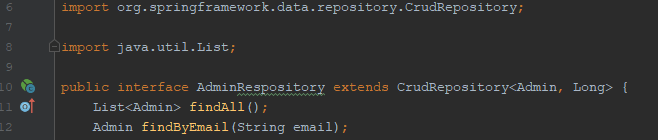 6 import org.springframework.data.repository.CrudRepository;
7
8 import java.util.List;
9
10 public interface AdminRespository extends CrudRepository<Admin, Long> {
11 List<Admin> findAll();
12 Admin findByEmail(String email);